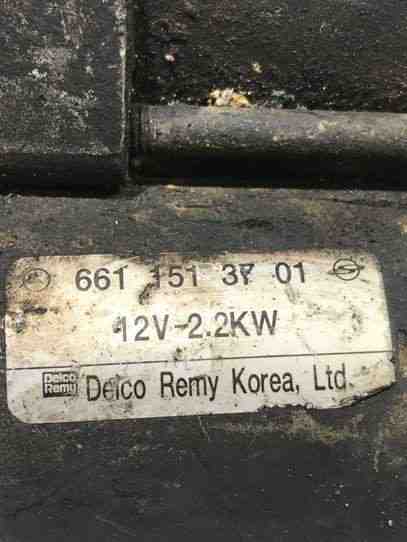 661 151 37 01
12V-2.2KW
Delco Remy Delco Remy Korea, Ltd.